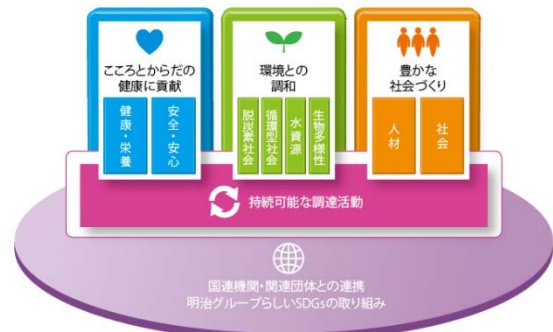 こころとからだの
健康に貢献
健康・栄養
安全・安心
環境との
調和
脱炭素社会
循環型社会
水資源
生物多様性
豊かな
社会づくり
人材
社会
持続可能な調達活動
国連機関・関連団体との連携
明治グループらしいSDGsの取り組み